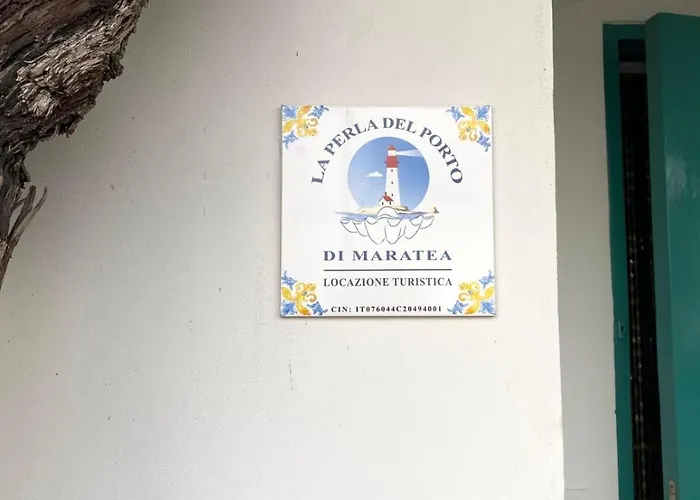 LA PERLA DEL PORTO
DI MARATEA
LOCAZIONE TURISTICA
CIN: IT076044C20494001